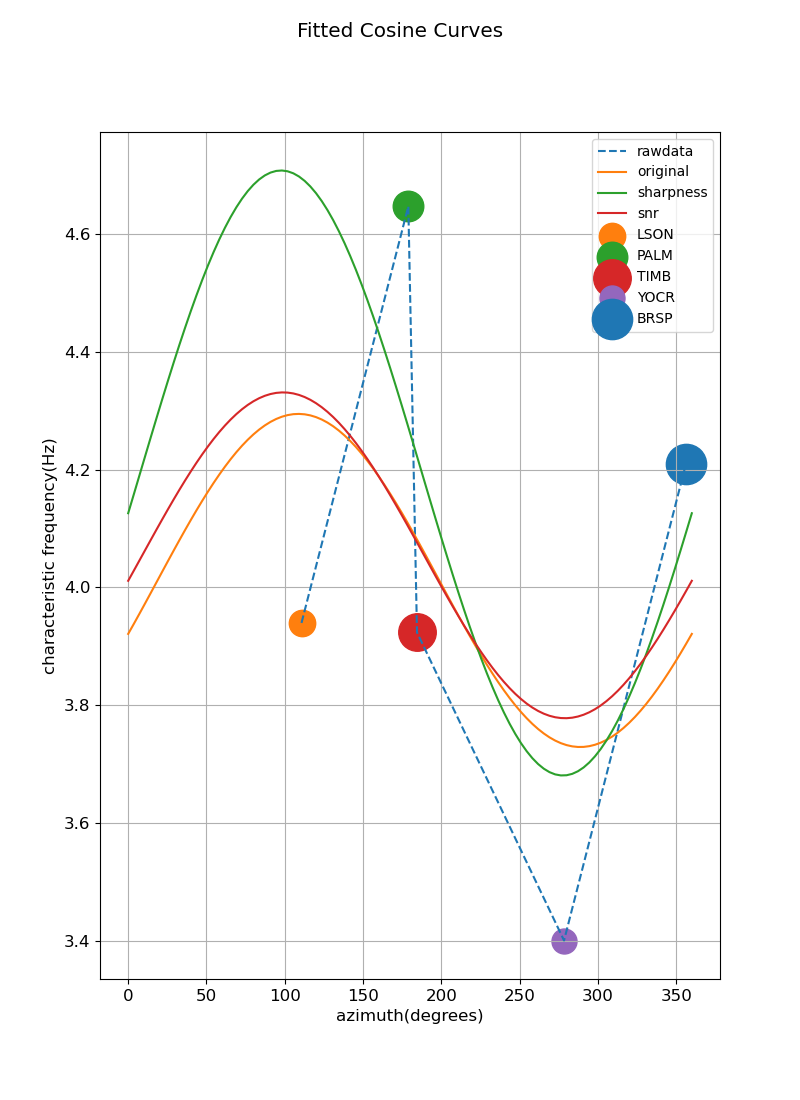 Fitted Cosine Curves
rawdata
original
sharpness
snr
LSON
PALM
TIMB
YOCR
BRSP
4.6
4.4
4.2
4.0
3.8
3.6
3.4
characteristic frequency(Hz)
0 50 100 150 200 250 300 350
azimuth(degrees)